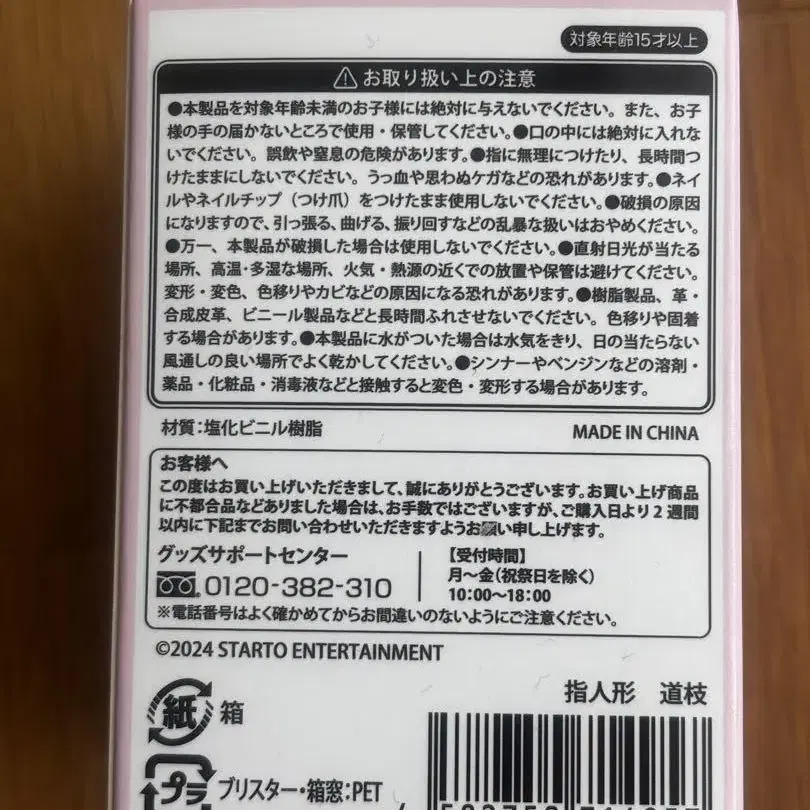 対象年齢15才以上
お取り扱い上の注意
●本製品を対象年齢未満のお子様には絶対に与えないでください。また、お子
様の手の届かないところで使用・保管してください。●口の中には絶対に入れな
いでください。誤飲や窒息の危険があります。●指に無理につけたり、長時間つ
けたままにしないでください。うっ血や思わぬケガなどの恐れがあります。●ネイ
ルやネイルチップ（つけ爪）をつけたまま使用しないでください。●破損の原因
になりますので、引っ張る、曲げる、振り回すなどの乱暴な扱いはおやめください。
●万一、本製品が破損した場合は使用しないでください。●直射日光が当たる
場所、高温・多湿な場所、火気・熱源の近くでの放置や保管は避けてください。
変形・変色、色移りやカビなどの原因になる恐れがあります。●樹脂製品、革・
合成皮革、ビニール製品などと長時間ふれさせないでください。色移りや固着
する場合があります。●本製品に水がついた場合は水気をきり、日の当たらない
風通しの良い場所でよく乾かしてください。●シンナーやベンジンなどの溶剤・
薬品・化粧品・消毒液などと接触すると変色・変形する場合があります。
材質：塩化ビニル樹脂
MADE IN CHINA
お客様へ
この度はお買い上げいただきまして、誠にありがとうございます。お買い上げ商品
に不都合品などありました場合は、お手数ではございますが、ご購入日より2週間
以内に下記までお問い合わせいただきますようお願い申し上げます。
グッズサポートセンター
0120-382-310
【受付時間】
月～金（祝祭日を除く）
10:00～18:00
※電話番号はよく確かめてからお間違いのないようにご注意ください。
©2024 STARTO ENTERTAINMENT
紙 箱
指人形 道枝
プラ ブリスター・箱窓：PET